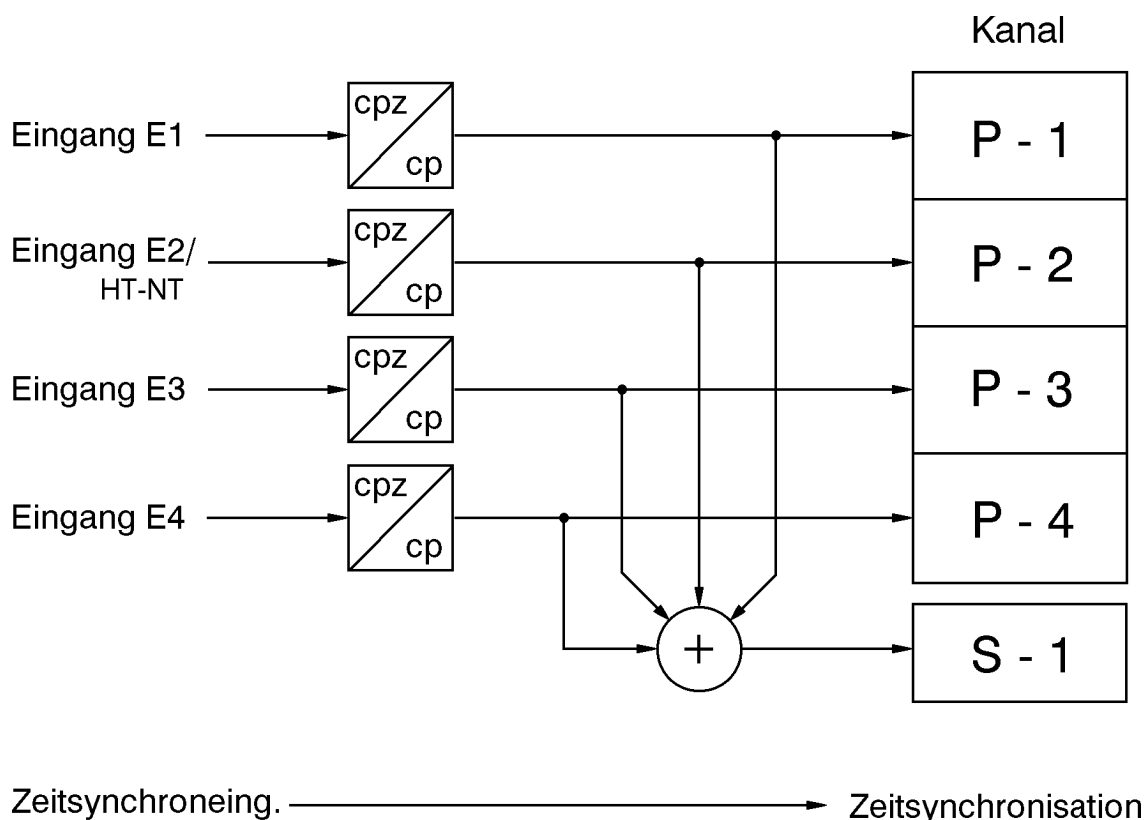 Kanal
Eingang E1
cpz
cp
P - 1
Eingang E2/
HT-NT
cpz
cp
P - 2
Eingang E3
cpz
cp
P - 3
Eingang E4
cpz
cp
P - 4
+
S - 1
Zeitsynchroneing.
Zeitsynchronisation